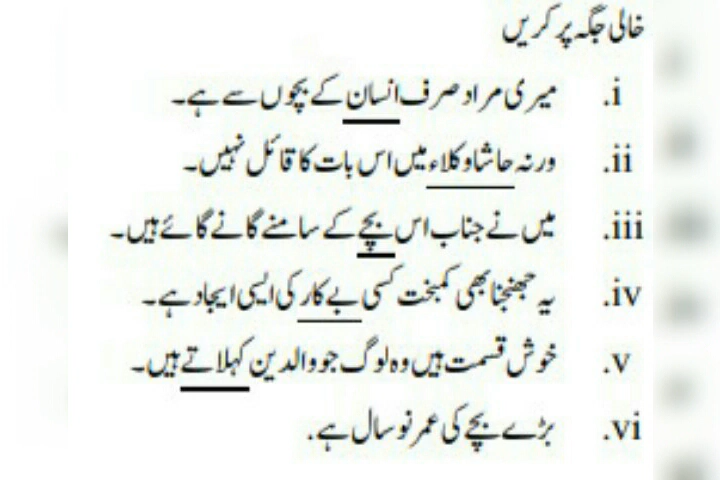 خالی جگہ پر کریں
i. میری مراد صرف انسان کے بچوں سے ہے۔
ii. ورنہ حاشاوکلاء میں اس بات کا قائل نہیں۔
iii. میں نے جناب اس بچے کے سامنے گانے گائے ہیں۔
iv. یہ جھنجنا بھی کمبخت کسی بے کار کی ایسی ایجاد ہے۔
v. خوش قسمت ہیں وہ لوگ جو والدین کہلاتے ہیں۔
vi. بڑے بچے کی عمر نو سال ہے.